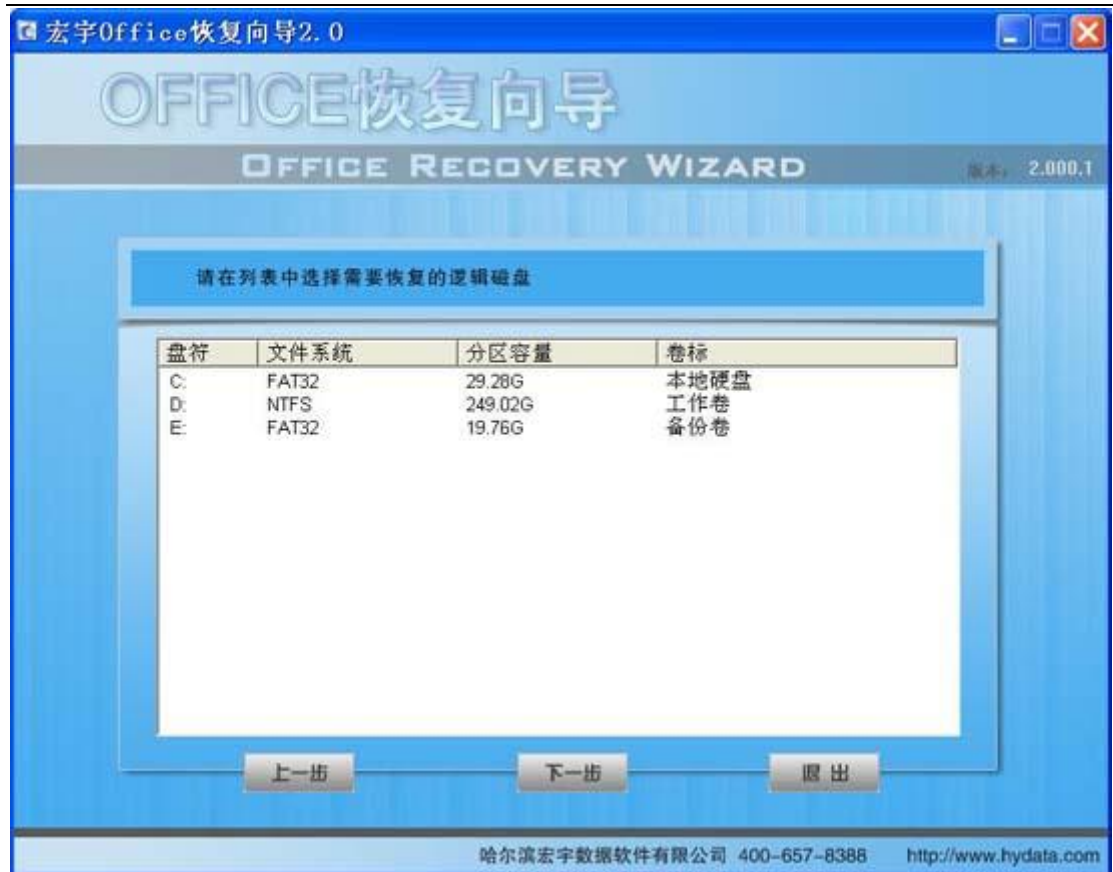 宏宇Office恢复向导2.0
OFFICE恢复向导
OFFICE RECOVERY WIZARD
版本: 2.000.1
请在列表中选择需要恢复的逻辑磁盘
盘符 文件系统 分区容量 卷标
C: FAT32 29.28G 本地硬盘
D: NTFS 249.02G 工作卷
E: FAT32 19.76G 备份卷
上一步 下一步 退出
哈尔滨宏宇数据软件有限公司 400-657-8388 http://www.hydata.com